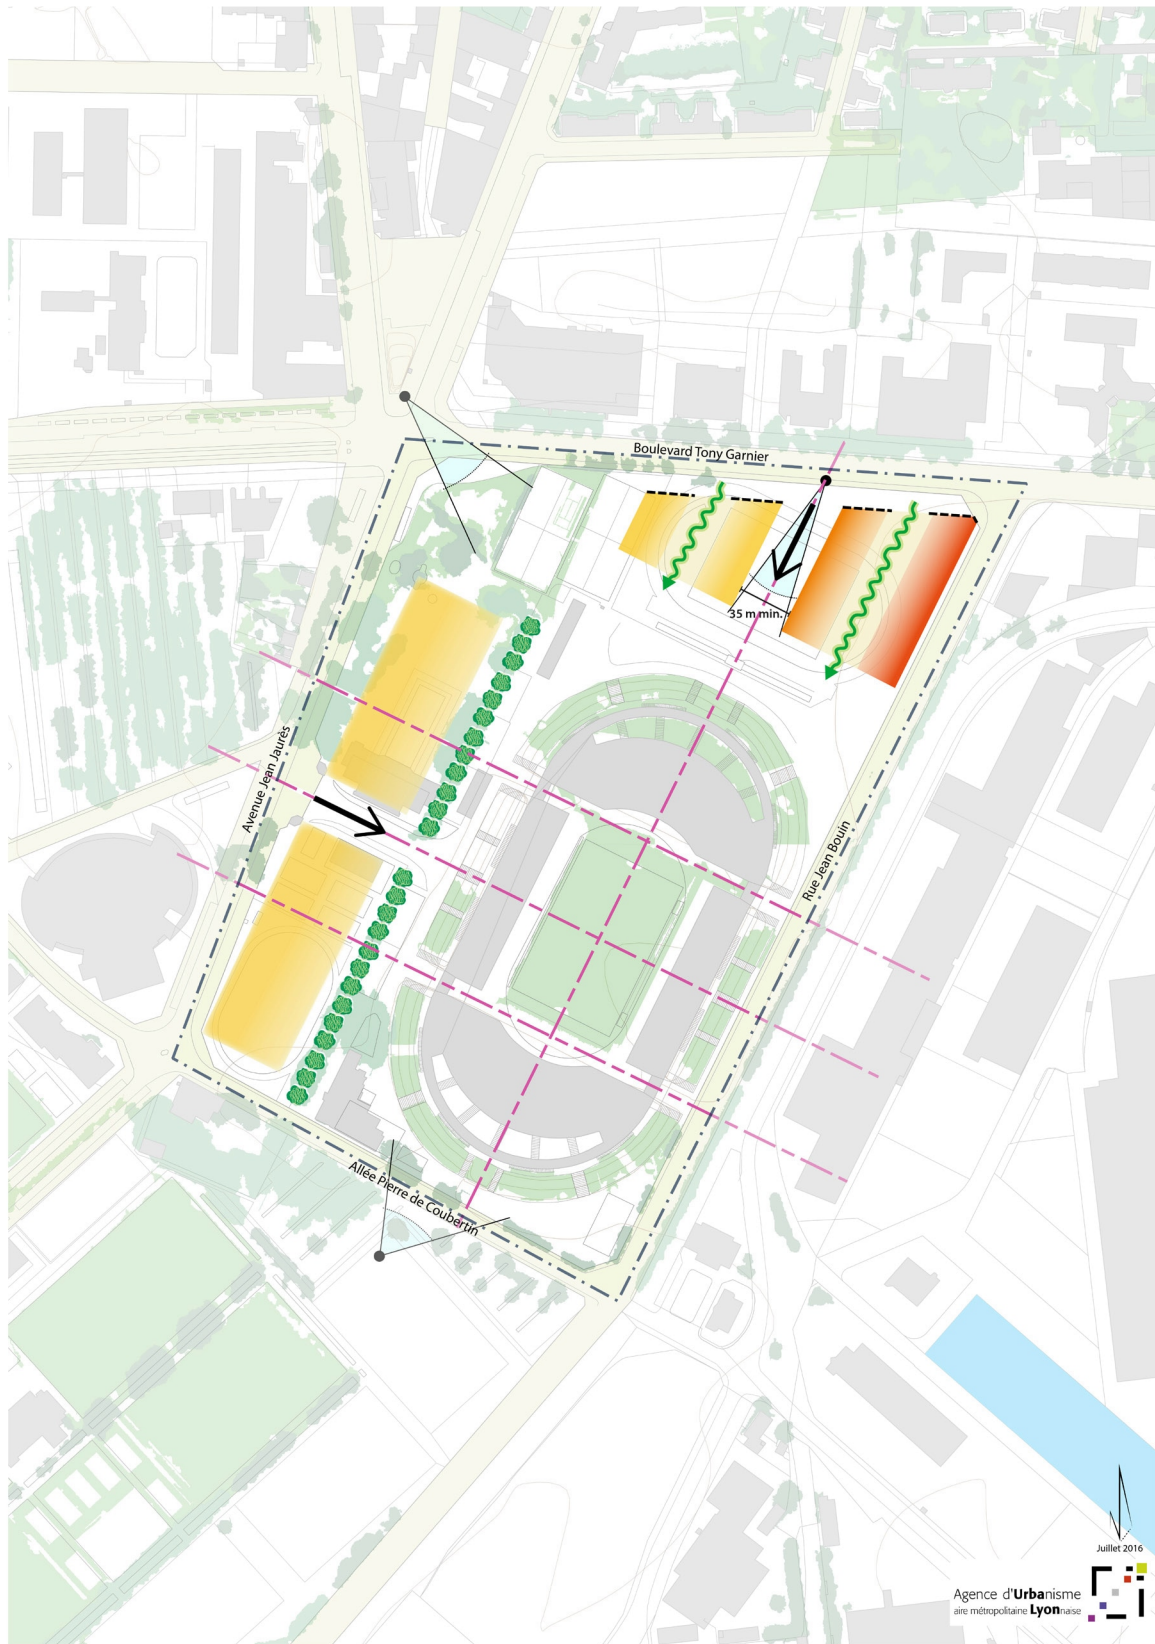 Boulevard Tony Garnier
35 m min.
Avenue Jean Jaurès
Rue Jean Bouin
Allée Pierre de Coubertin
Juillet 2016
Agence d'Urbanisme
aire métropolitaine Lyonnaise